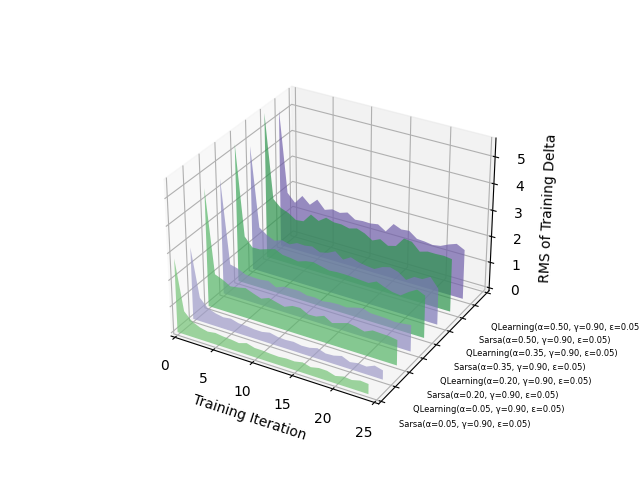 5
4
3
2
1
0
RMS of Training Delta
QLearning(α=0.50, γ=0.90, ε=0.05)
Sarsa(α=0.50, γ=0.90, ε=0.05)
QLearning(α=0.35, γ=0.90, ε=0.05)
Sarsa(α=0.35, γ=0.90, ε=0.05)
QLearning(α=0.20, γ=0.90, ε=0.05)
Sarsa(α=0.20, γ=0.90, ε=0.05)
QLearning(α=0.05, γ=0.90, ε=0.05)
Sarsa(α=0.05, γ=0.90, ε=0.05)
0
5
10
15
20
25
Training Iteration